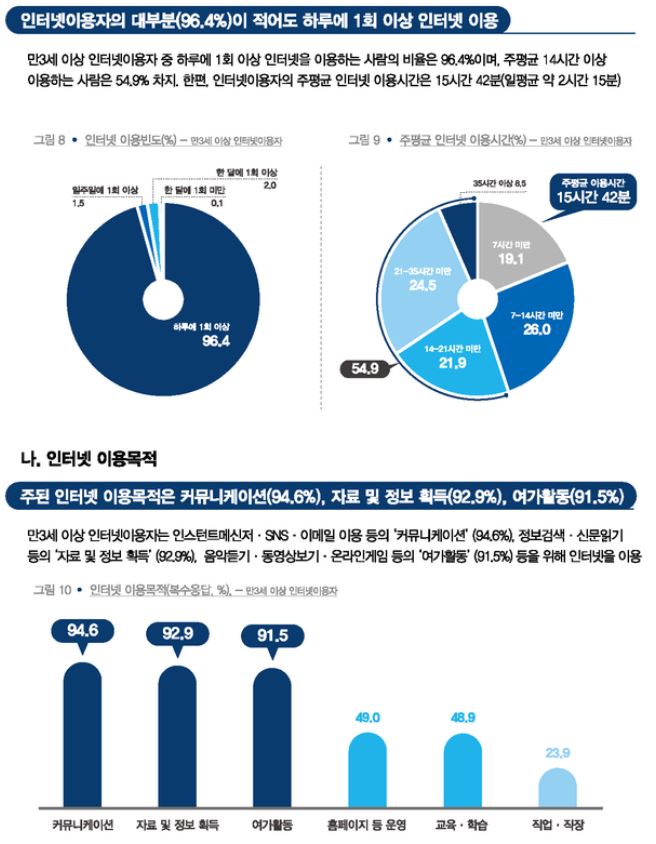 인터넷이용자의 대부분(96.4%)이 적어도 하루에 1회 이상 인터넷 이용
만3세 이상 인터넷이용자 중 하루에 1회 이상 인터넷을 이용하는 사람의 비율은 96.4%이며, 주평균 14시간 이상
이용하는 사람은 54.9% 차지. 한편, 인터넷이용자의 주평균 인터넷 이용시간은 15시간 42분(일평균 약 2시간 15분)
그림 8 • 인터넷 이용빈도(%) – 만3세 이상 인터넷이용자
한 달에 1회 이상
2.0
일주일에 1회 이상
1.5
한 달에 1회 미만
0.1
하루에 1회 이상
96.4
그림 9 • 주평균 인터넷 이용시간(%) – 만3세 이상 인터넷이용자
35시간 이상 8.5
주평균 이용시간
15시간 42분
7시간 미만
19.1
21-35시간 미만
24.5
7-14시간 미만
26.0
14-21시간 미만
21.9
54.9
나. 인터넷 이용목적
주된 인터넷 이용목적은 커뮤니케이션(94.6%), 자료 및 정보 획득(92.9%), 여가활동(91.5%)
만3세 이상 인터넷이용자는 인스턴트메신저 · SNS · 이메일 이용 등의 '커뮤니케이션' (94.6%), 정보검색 · 신문읽기
등의 '자료 및 정보 획득' (92.9%), 음악듣기 · 동영상보기 · 온라인게임 등의 '여가활동' (91.5%) 등을 위해 인터넷을 이용
그림 10 • 인터넷 이용목적(복수응답, %), – 만3세 이상 인터넷이용자
94.6
92.9
91.5
49.0
48.9
23.9
커뮤니케이션
자료 및 정보 획득
여가활동
홈페이지 등 운영
교육 · 학습
직업 · 직장